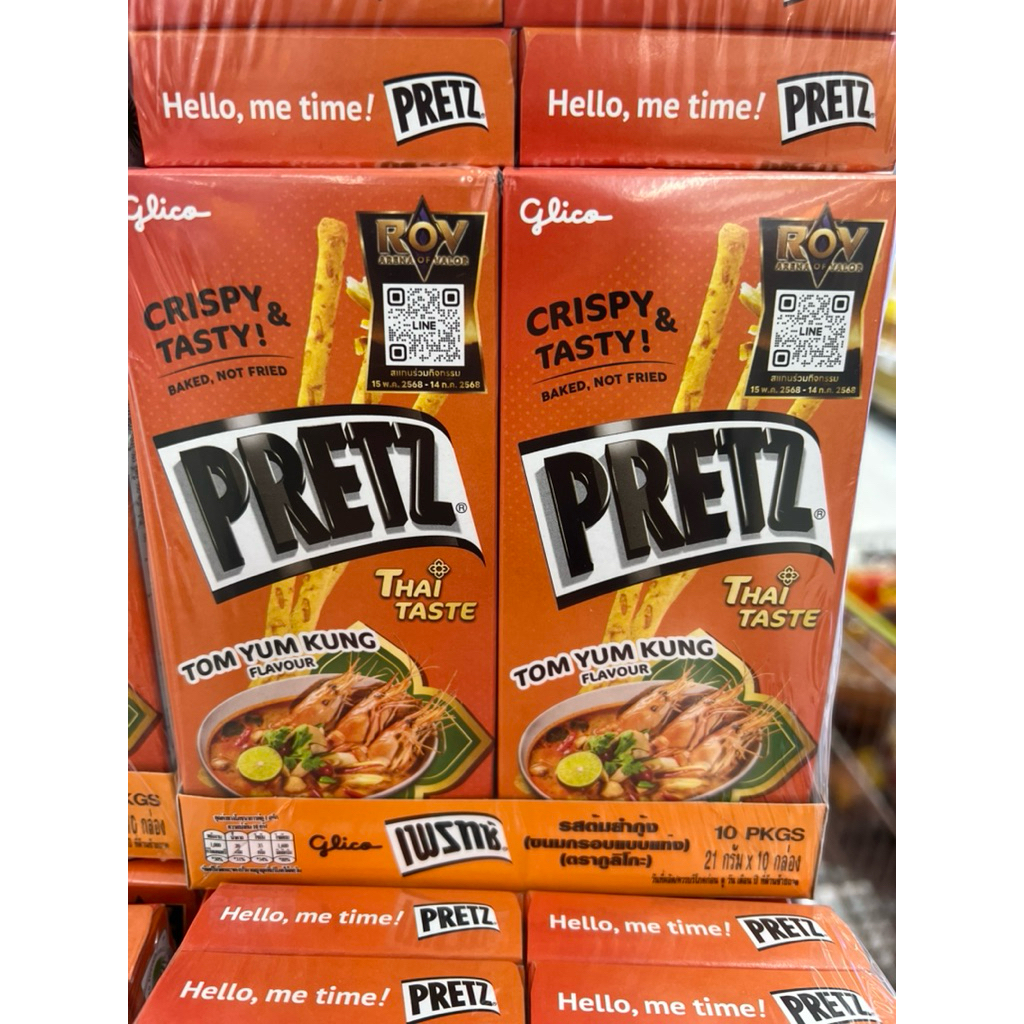 Hello, me time! PRETZ
Hello, me time! PRETZ
Glico
ROV
ARENA OF VALOR
LINE
สแกนร่วมกิจกรรม
15 พ.ค. 2568 - 14 ก.ค. 2568
CRISPY &
TASTY!
BAKED, NOT FRIED
PRETZ®
THAI
TASTE
TOM YUM KUNG
FLAVOUR
Glico
ROV
ARENA OF VALOR
LINE
สแกนร่วมกิจกรรม
15 พ.ค. 2568 - 14 ก.ค. 2568
CRISPY &
TASTY!
BAKED, NOT FRIED
PRETZ®
THAI
TASTE
TOM YUM KUNG
FLAVOUR
KGS
10 กล่อง
Glico เพรทซ์
รสต้มยำกุ้ง
(ขนมกรอบแบบแท่ง)
(ตรากูลิโกะ)
10 PKGS
21 กรัม x 10 กล่อง
Hello, me time! PRETZ
Hello, me time! PRETZ
Hello, me time! PRETZ
Hello, me time! PRETZ